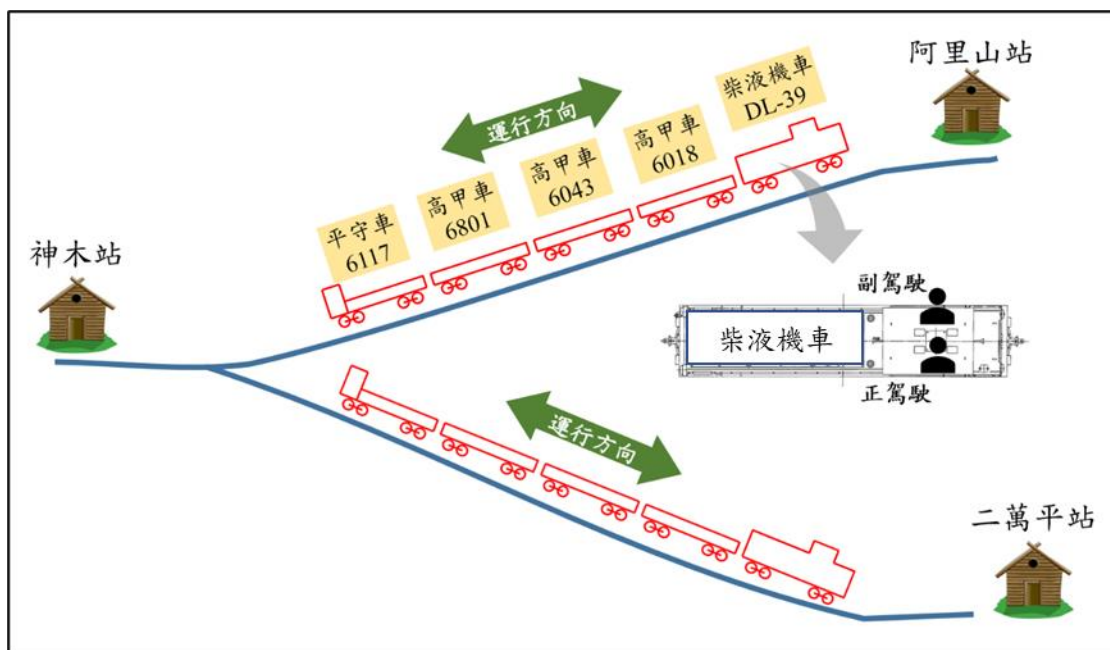 阿里山站
柴液機車
DL-39
運行方向
高甲車
6018
高甲車
6043
高甲車
6801
平守車
6117
神木站
副駕駛
柴液機車
正駕駛
運行方向
二萬平站